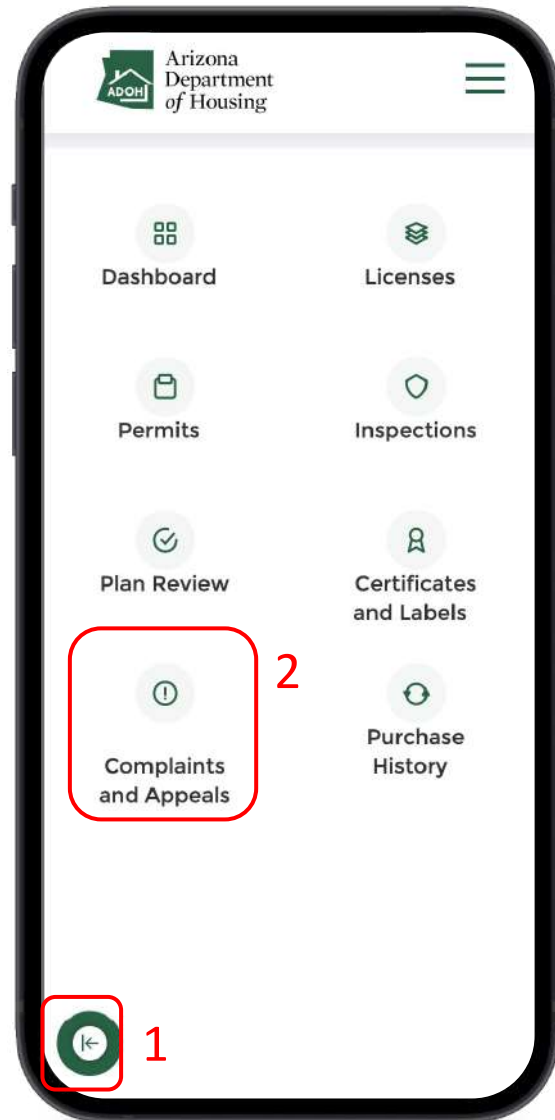 ADOH
Arizona
Department
of Housing
Dashboard
Licenses
Permits
Inspections
Plan Review
Certificates
and Labels
2
Complaints
and Appeals
Purchase
History
1